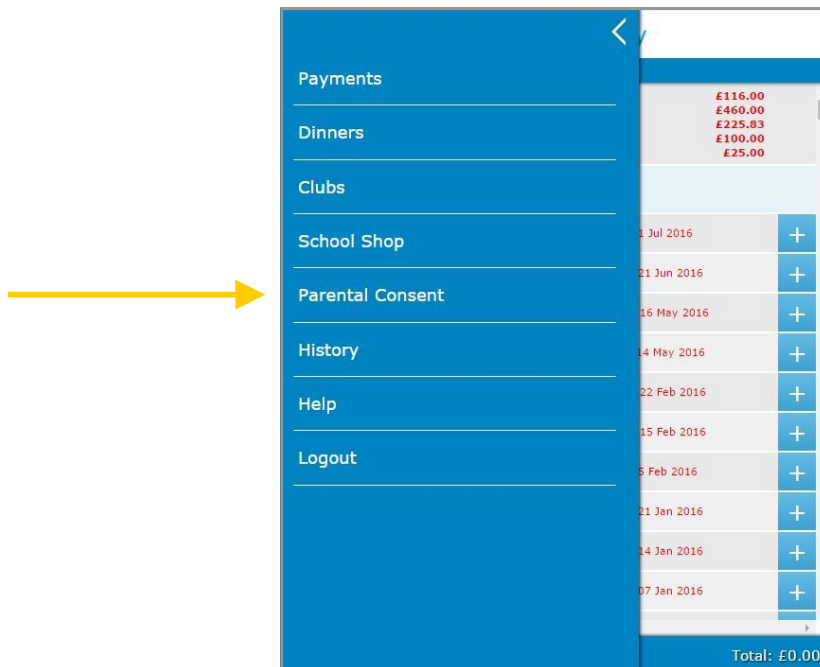 Payments
Dinners
Clubs
School Shop
Parental Consent
History
Help
Logout
£116.00
£460.00
£225.83
£100.00
£25.00
Jul 2016
21 Jun 2016
16 May 2016
14 May 2016
22 Feb 2016
15 Feb 2016
5 Feb 2016
21 Jan 2016
14 Jan 2016
07 Jan 2016
Total: £0.00